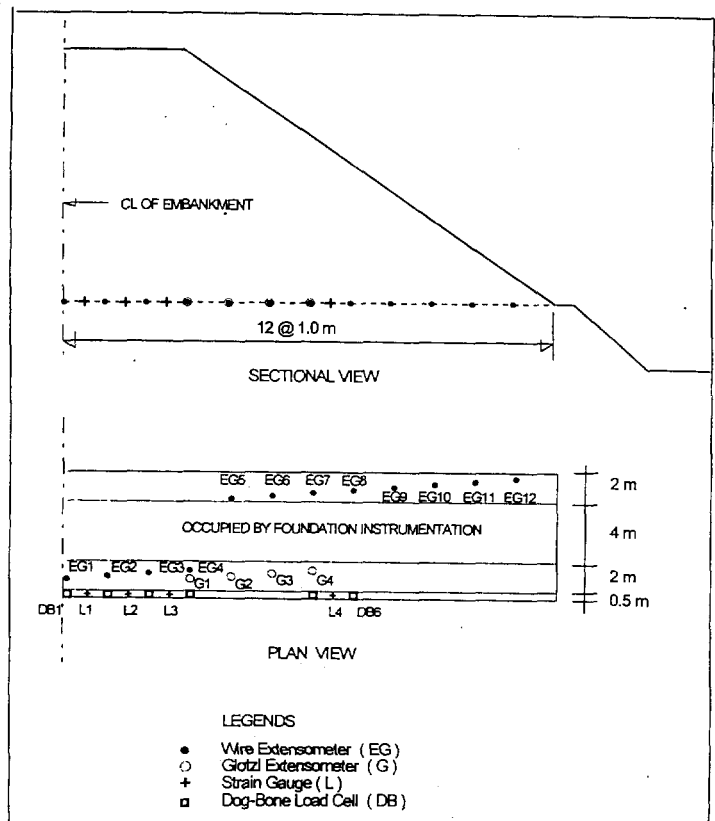 CL OF EMBANKMENT
12 @ 1.0 m
SECTIONAL VIEW
EG5 EG6 EG7 EG8
2 m
EG9 EG10 EG11 EG12
OCCUPIED BY FOUNDATION INSTRUMENTATION
4 m
EG1 EG2 EG3 EG4
G1 G2 G3 G4
2 m
0.5 m
DB1 L1 L2 L3 L4 DB6
PLAN VIEW
LEGENDS
Wire Extensometer ( EG )
Glotzl Extensometer ( G )
Strain Gauge ( L )
Dog-Bone Load Cell ( DB )